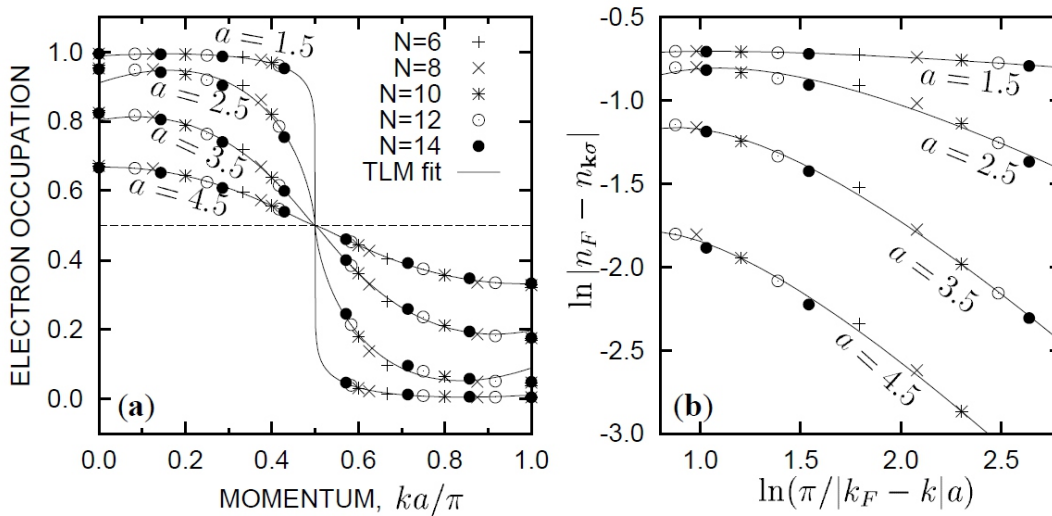 ELECTRON OCCUPATION
1.0
0.8
0.6
0.4
0.2
0.0
a = 1.5
a = 2.5
a = 3.5
a = 4.5
N=6
N=8
N=10
N=12
N=14
TLM fit
(a)
0.0 0.2 0.4 0.6 0.8 1.0
MOMENTUM, ka/π
ln |n_F − n_{kσ}|
-0.5
-1.0
-1.5
-2.0
-2.5
-3.0
a = 1.5
a = 2.5
a = 3.5
a = 4.5
(b)
1.0 1.5 2.0 2.5
ln(π/|k_F − k|a)